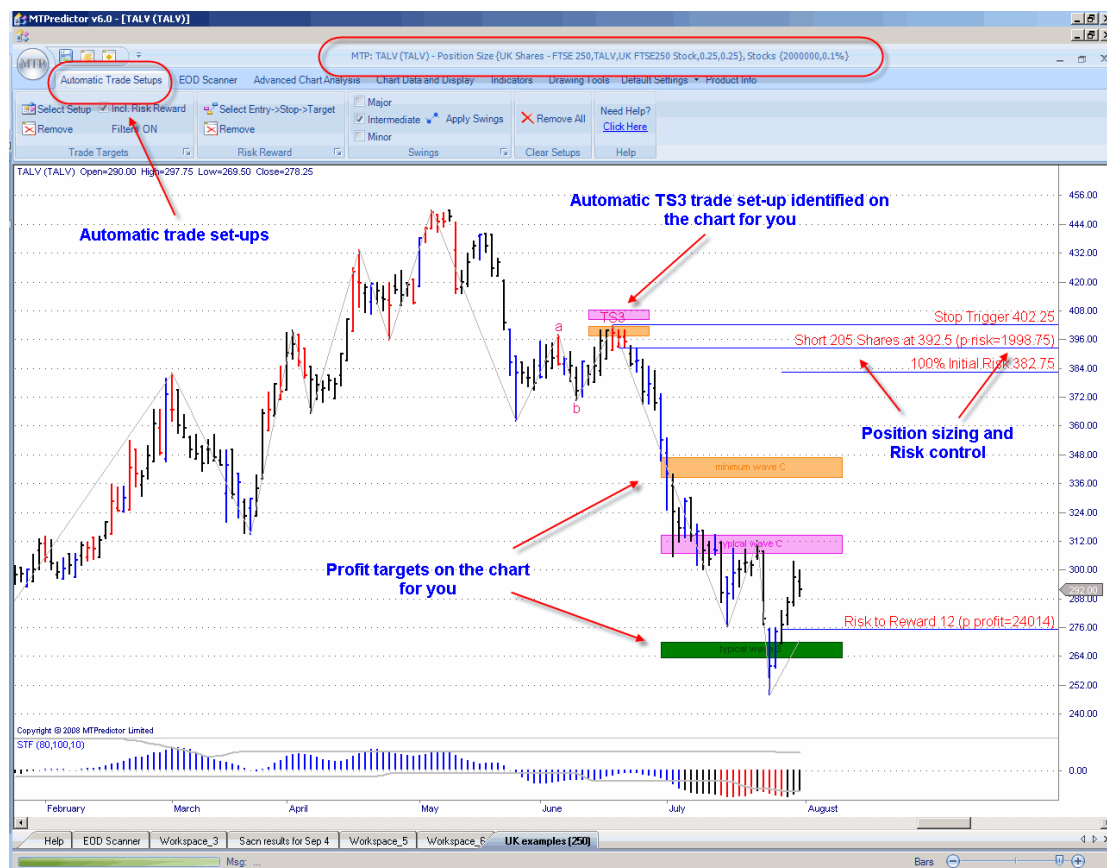 MTPredictor v6.0 - [TALV (TALV)]
MTP
MTP: TALV (TALV) - Position Size {UK Shares - FTSE 250,TALV,UK FTSE250 Stock,0.25,0.25}, Stocks {2000000,0.1%}
Automatic Trade Setups EOD Scanner Advanced Chart Analysis Chart Data and Display Indicators Drawing Tools Default Settings Product Info
Select Setup Incl. Risk Reward
Remove Filters ON
Trade Targets
Select Entry->Stop->Target
Remove
Risk Reward
Major
Intermediate Apply Swings
Minor
Swings
Remove All
Clear Setups
Need Help?
Click Here
Help
TALV (TALV) Open=290.00 High=297.75 Low=269.50 Close=278.25
Automatic trade set-ups
Automatic TS3 trade set-up identified on
the chart for you
TS3
a
b
Stop Trigger 402.25
Short 205 Shares at 392.5 (p risk=1998.75)
100% Initial Risk 382.75
Position sizing and
Risk control
minimum wave C
typical wave C
Profit targets on the chart
for you
Risk to Reward 12 (p profit=24014)
typical wave 3
456.00
444.00
432.00
420.00
408.00
396.00
384.00
372.00
360.00
348.00
336.00
324.00
312.00
300.00
292.00
288.00
276.00
264.00
252.00
240.00
Copyright © 2008 MTPredictor Limited
STF (80,100,10)
0.00
February March April May June July August
Help EOD Scanner Workspace_3 Sacn results for Sep 4 Workspace_5 Workspace_6 UK examples (250)
Msg: ...
Bars